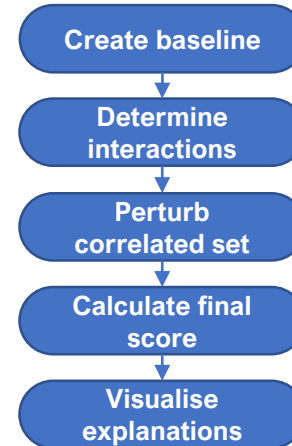 Create baseline
Determine
interactions
Perturb
correlated set
Calculate final
score
Visualise
explanations